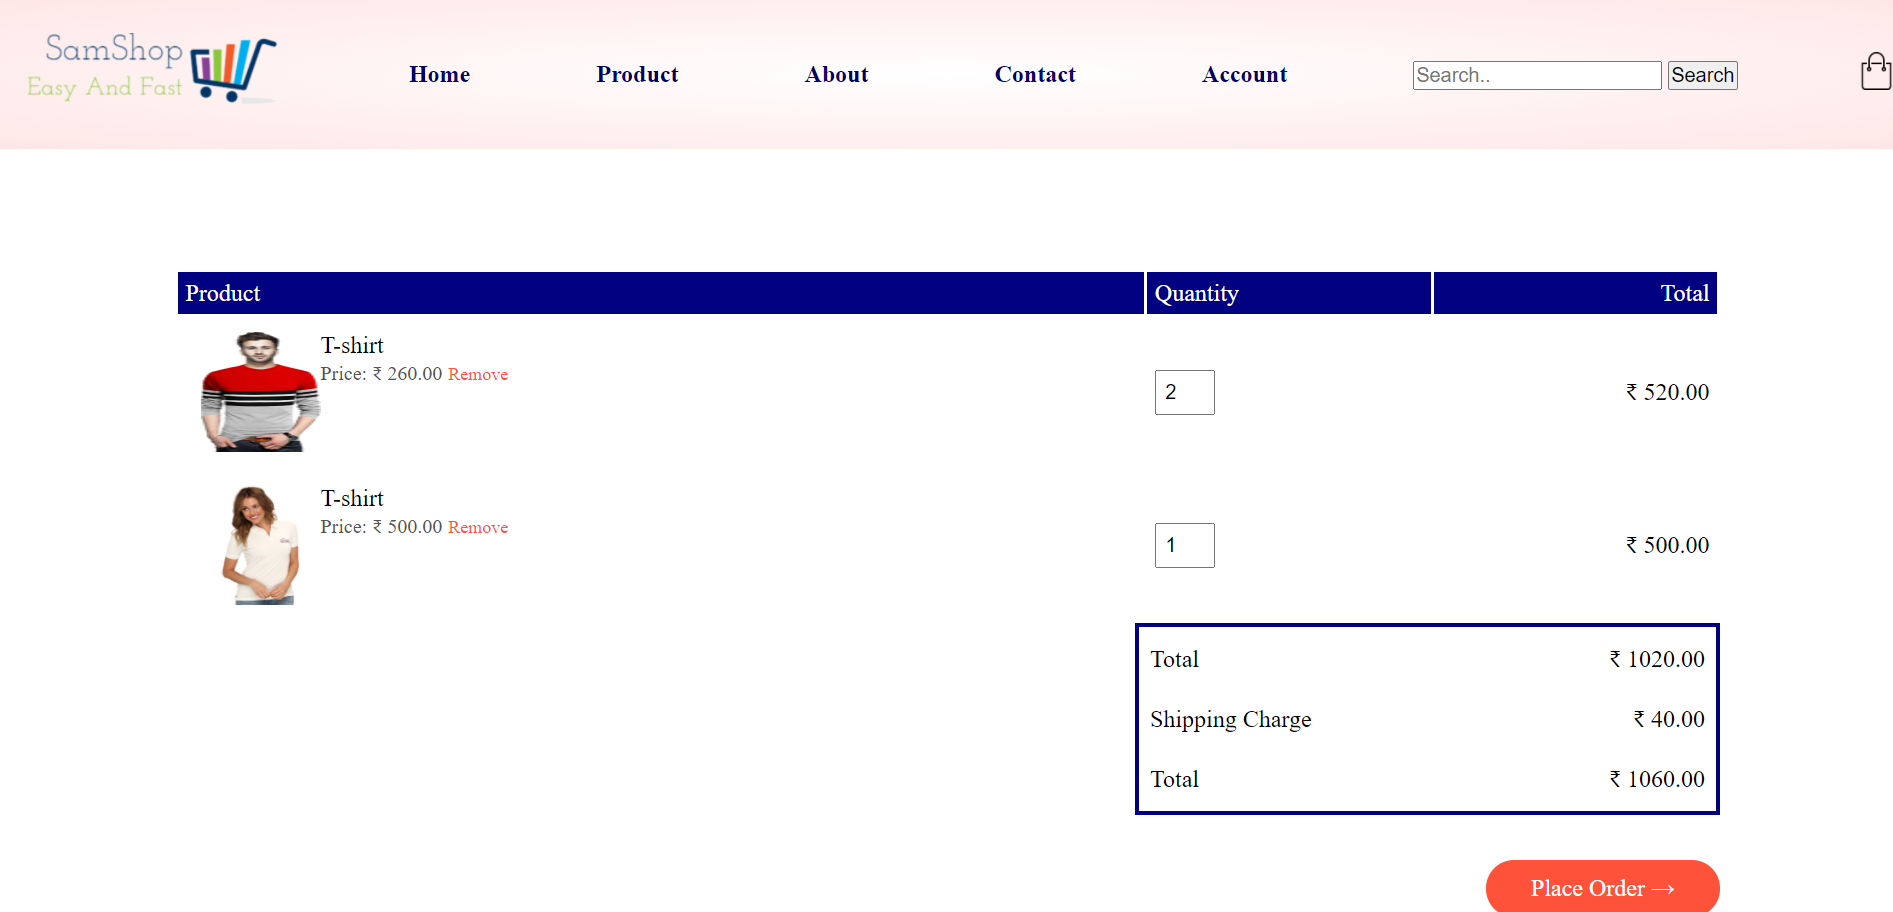 SamShop
Easy And Fast
Home Product About Contact Account Search.. Search
Product Quantity Total
T-shirt
Price: ₹ 260.00 Remove
2 ₹ 520.00
T-shirt
Price: ₹ 500.00 Remove
1 ₹ 500.00
Total ₹ 1020.00
Shipping Charge ₹ 40.00
Total ₹ 1060.00
Place Order →